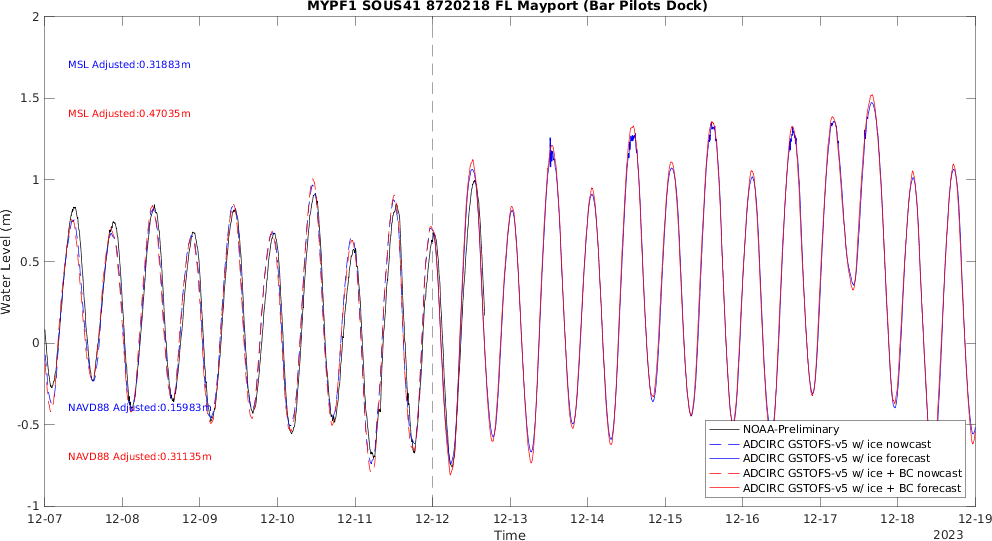 MYPF1 SOUS41 8720218 FL Mayport (Bar Pilots Dock)
2
1.5
1
0.5
0
-0.5
-1
Water Level (m)
MSL Adjusted:0.31883m
MSL Adjusted:0.47035m
NAVD88 Adjusted:0.15983m
NAVD88 Adjusted:0.31135m
NOAA-Preliminary
ADCIRC GSTOFS-v5 w/ ice nowcast
ADCIRC GSTOFS-v5 w/ ice forecast
ADCIRC GSTOFS-v5 w/ ice + BC nowcast
ADCIRC GSTOFS-v5 w/ ice + BC forecast
12-07 12-08 12-09 12-10 12-11 12-12 12-13 12-14 12-15 12-16 12-17 12-18 12-19
Time
2023